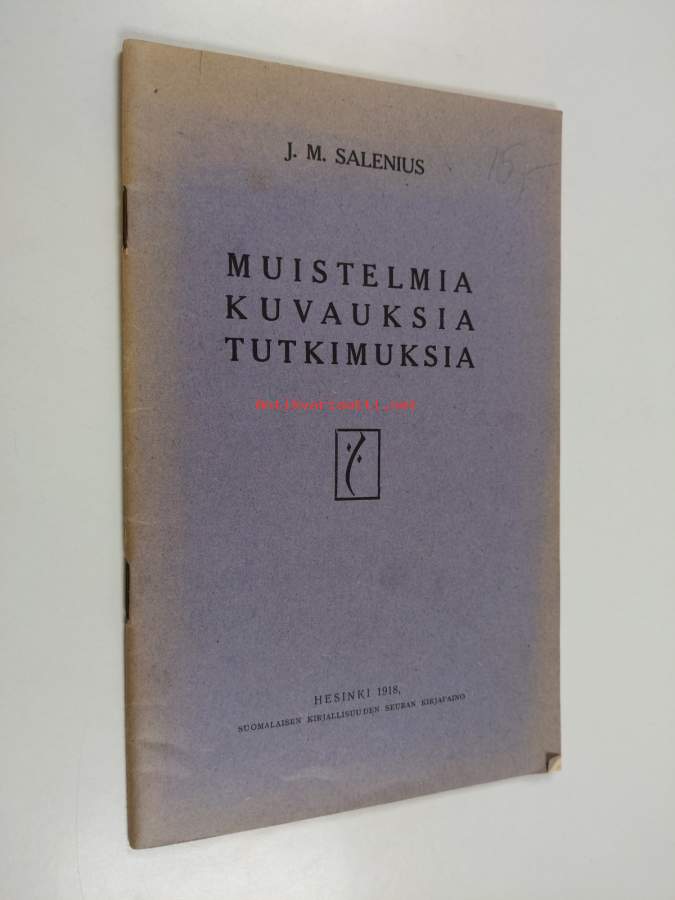 J. M. SALENIUS
15,-
MUISTELMIA
KUVAUKSIA
TUTKIMUKSIA
HESINKI 1918,
SUOMALAISEN KIRJALLISUUDEN SEURAN KIRJAPAINO